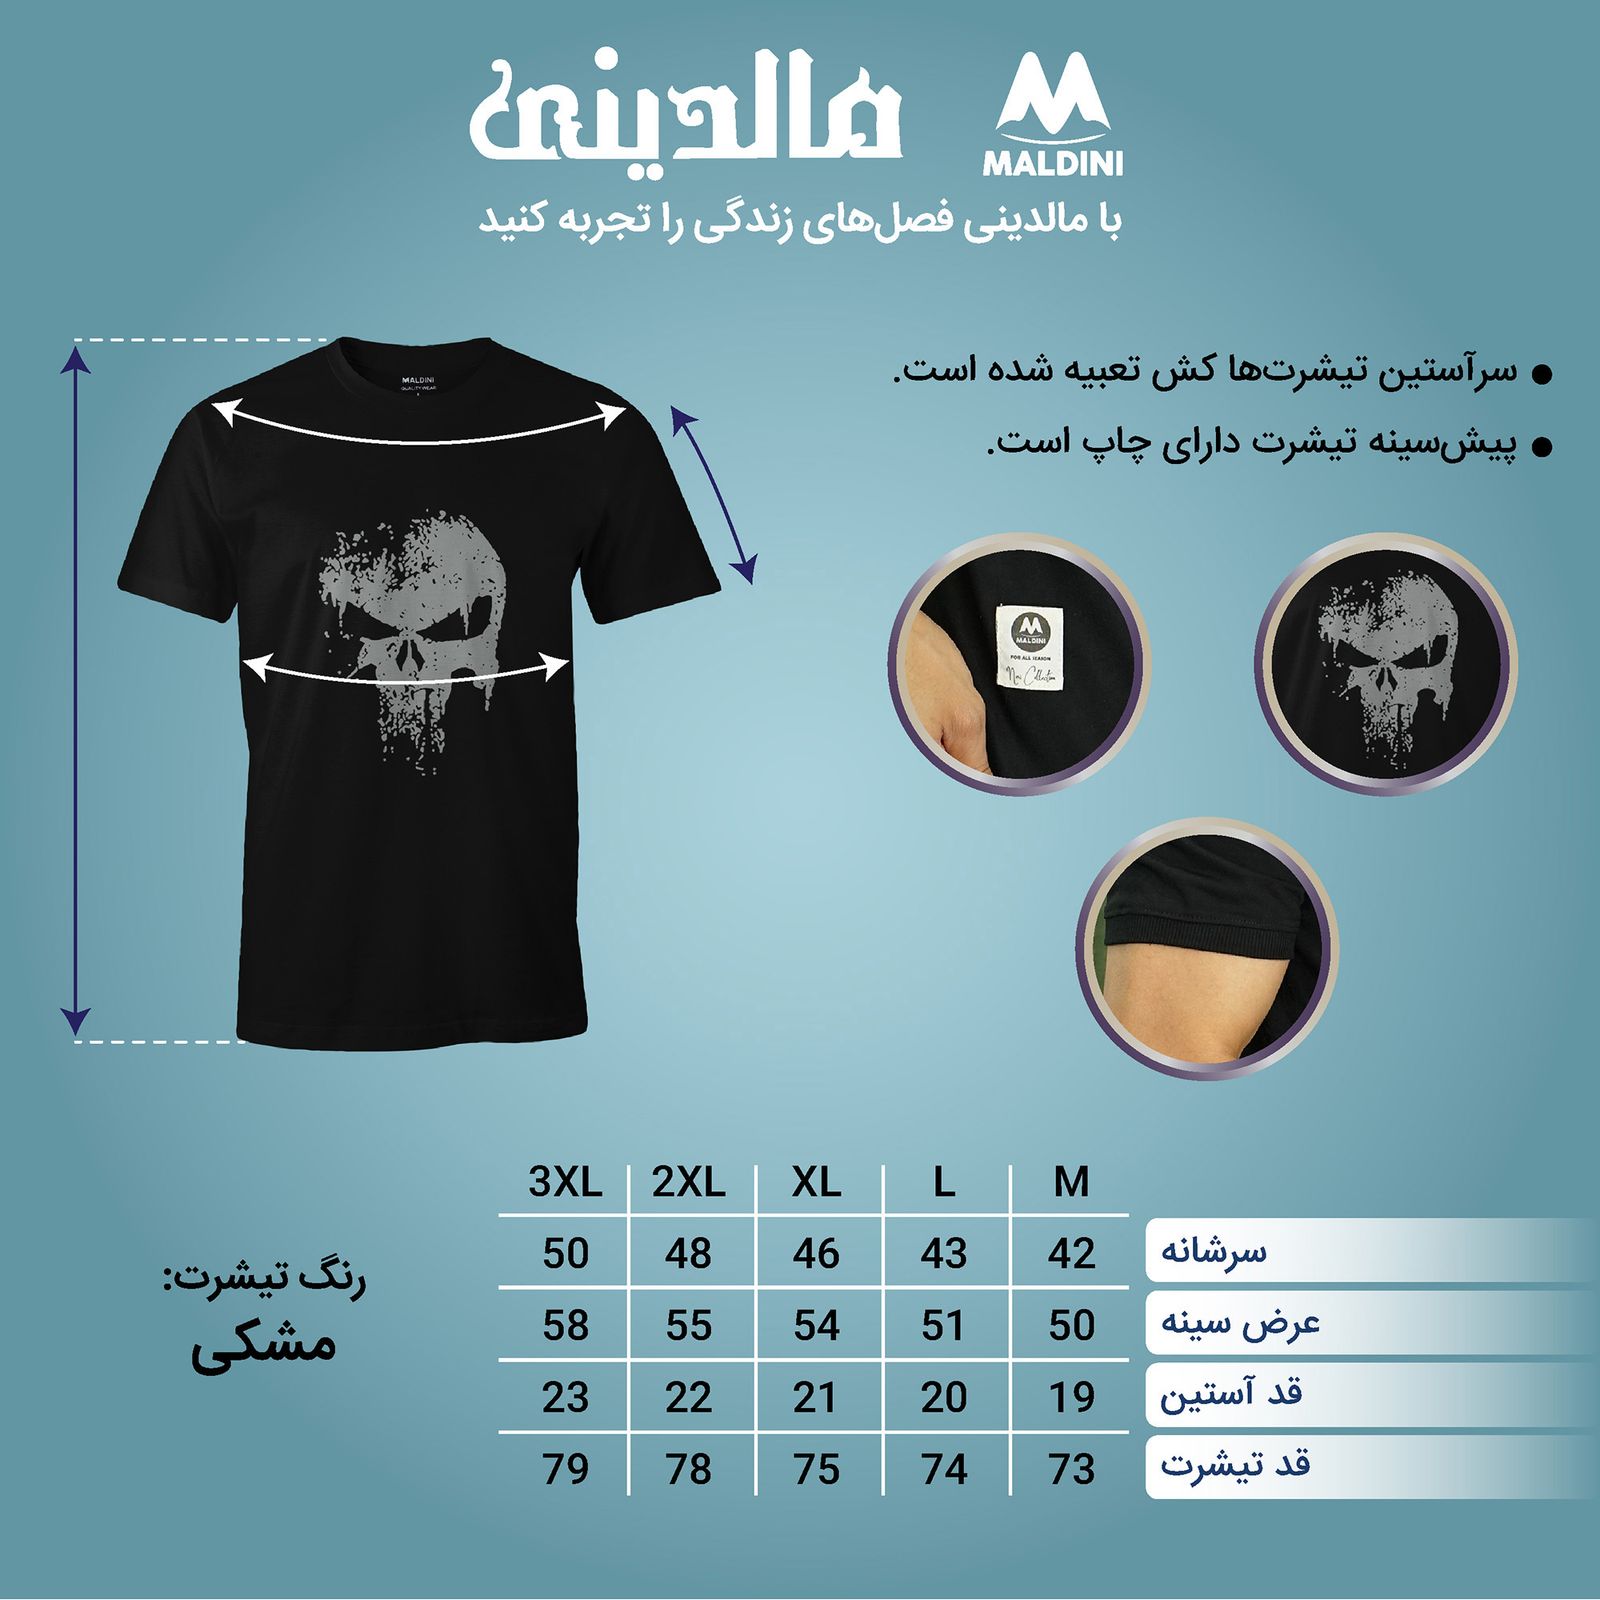 مالدینی
MALDINI
با مالدینی فصل‌های زندگی را تجربه کنید
MALDINI
QUALITY WEAR
سرآستین تیشرت‌ها کش تعبیه شده است.
پیش‌سینه تیشرت دارای چاپ است.
MALDINI
FOR ALL SEASON
New Collection
3XL 2XL XL L M
50 48 46 43 42 سرشانه
58 55 54 51 50 عرض سینه
23 22 21 20 19 قد آستین
79 78 75 74 73 قد تیشرت
رنگ تیشرت:
مشکی